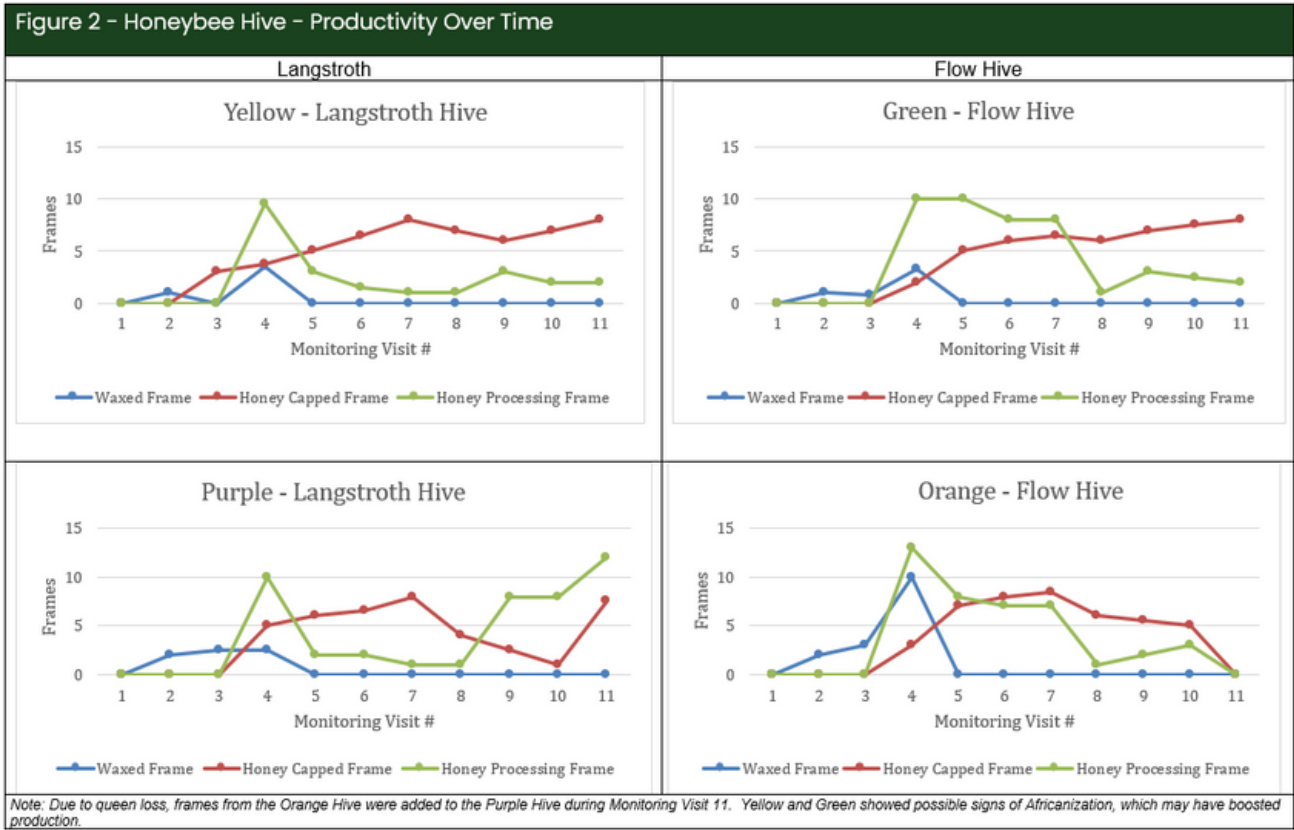 Figure 2 - Honeybee Hive - Productivity Over Time
Langstroth
Flow Hive
Yellow - Langstroth Hive
15
10
5
0
Frames
1 2 3 4 5 6 7 8 9 10 11
Monitoring Visit #
Waxed Frame Honey Capped Frame Honey Processing Frame
Green - Flow Hive
15
10
5
0
Frames
1 2 3 4 5 6 7 8 9 10 11
Monitoring Visit #
Waxed Frame Honey Capped Frame Honey Processing Frame
Purple - Langstroth Hive
15
10
5
0
Frames
1 2 3 4 5 6 7 8 9 10 11
Monitoring Visit #
Waxed Frame Honey Capped Frame Honey Processing Frame
Orange - Flow Hive
15
10
5
0
Frames
1 2 3 4 5 6 7 8 9 10 11
Monitoring Visit #
Waxed Frame Honey Capped Frame Honey Processing Frame
Note: Due to queen loss, frames from the Orange Hive were added to the Purple Hive during Monitoring Visit 11. Yellow and Green showed possible signs of Africanization, which may have boosted
production.